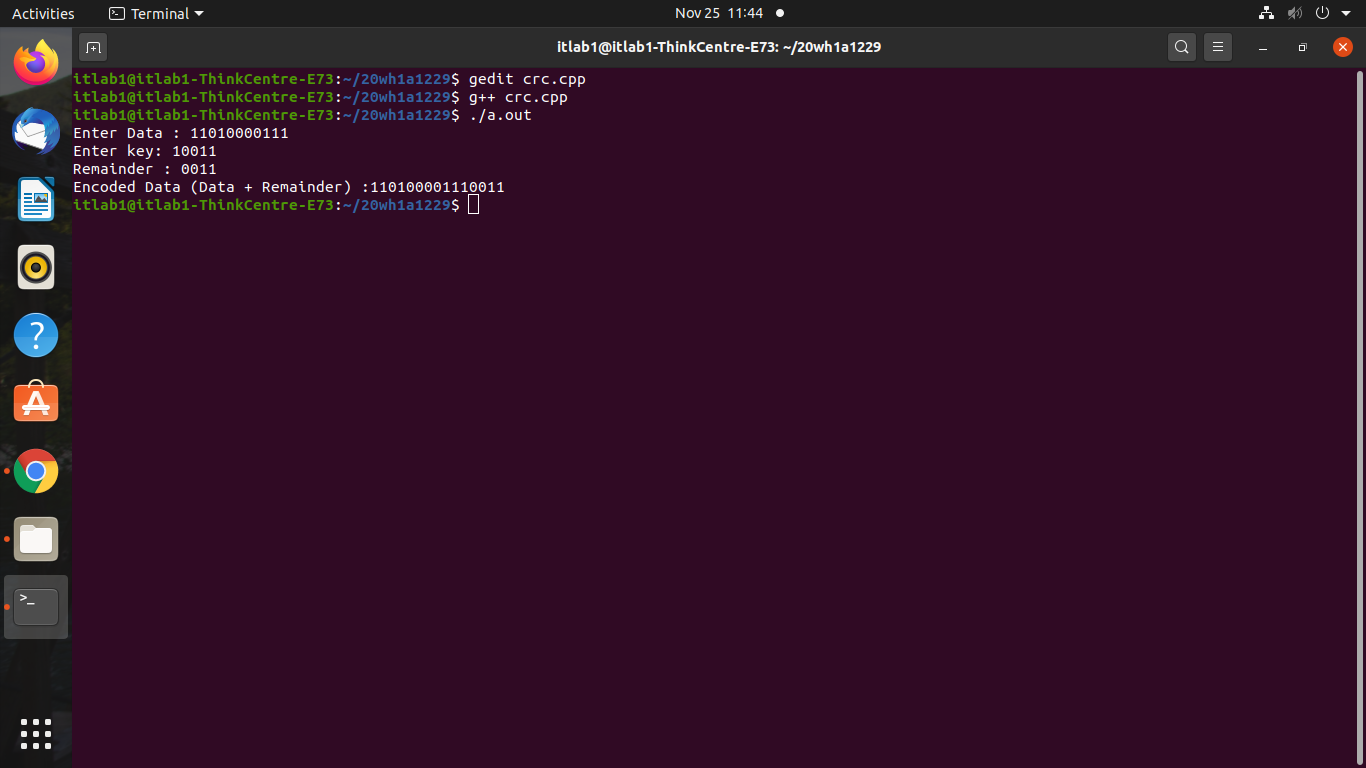 Activities
Terminal
Nov 25 11:44
itlab1@itlab1-ThinkCentre-E73: ~/20wh1a1229
itlab1@itlab1-ThinkCentre-E73:~/20wh1a1229$ gedit crc.cpp
itlab1@itlab1-ThinkCentre-E73:~/20wh1a1229$ g++ crc.cpp
itlab1@itlab1-ThinkCentre-E73:~/20wh1a1229$ ./a.out
Enter Data : 11010000111
Enter key: 10011
Remainder : 0011
Encoded Data (Data + Remainder) :110100001110011
itlab1@itlab1-ThinkCentre-E73:~/20wh1a1229$